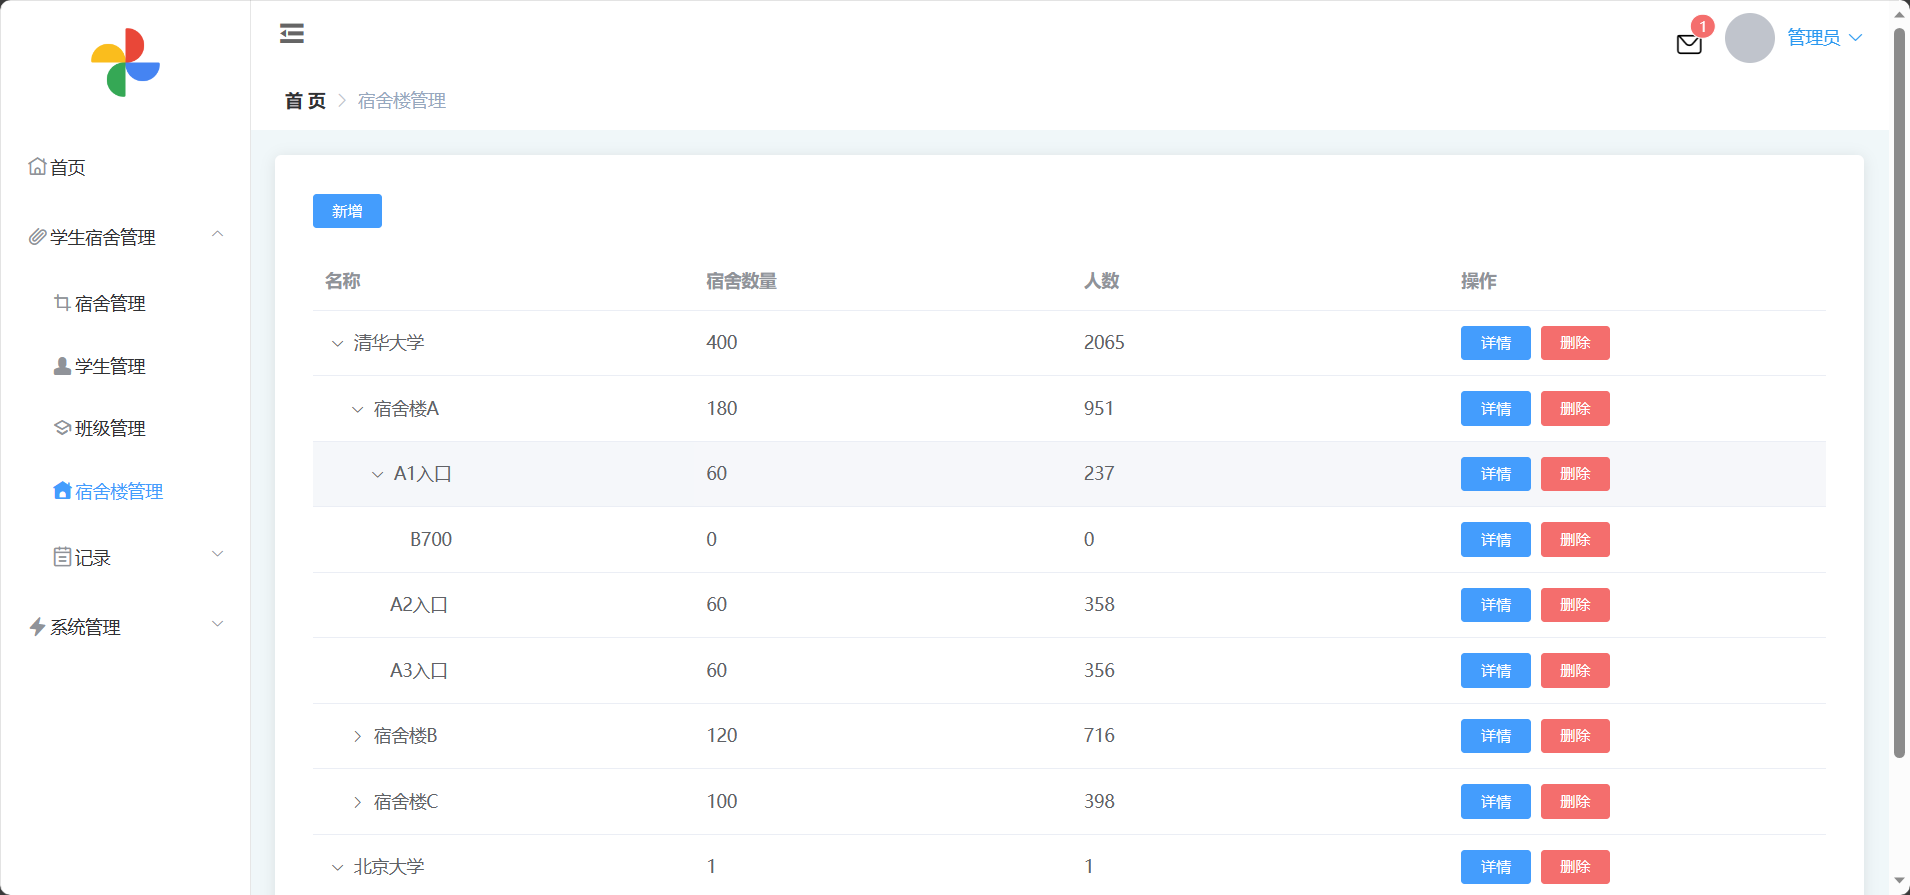 1
管理员
首 页
宿舍楼管理
首页
学生宿舍管理
宿舍管理
学生管理
班级管理
宿舍楼管理
记录
系统管理
新增
名称 宿舍数量 人数 操作
清华大学 400 2065 详情 删除
宿舍楼A 180 951 详情 删除
A1入口 60 237 详情 删除
B700 0 0 详情 删除
A2入口 60 358 详情 删除
A3入口 60 356 详情 删除
宿舍楼B 120 716 详情 删除
宿舍楼C 100 398 详情 删除
北京大学 1 1 详情 删除